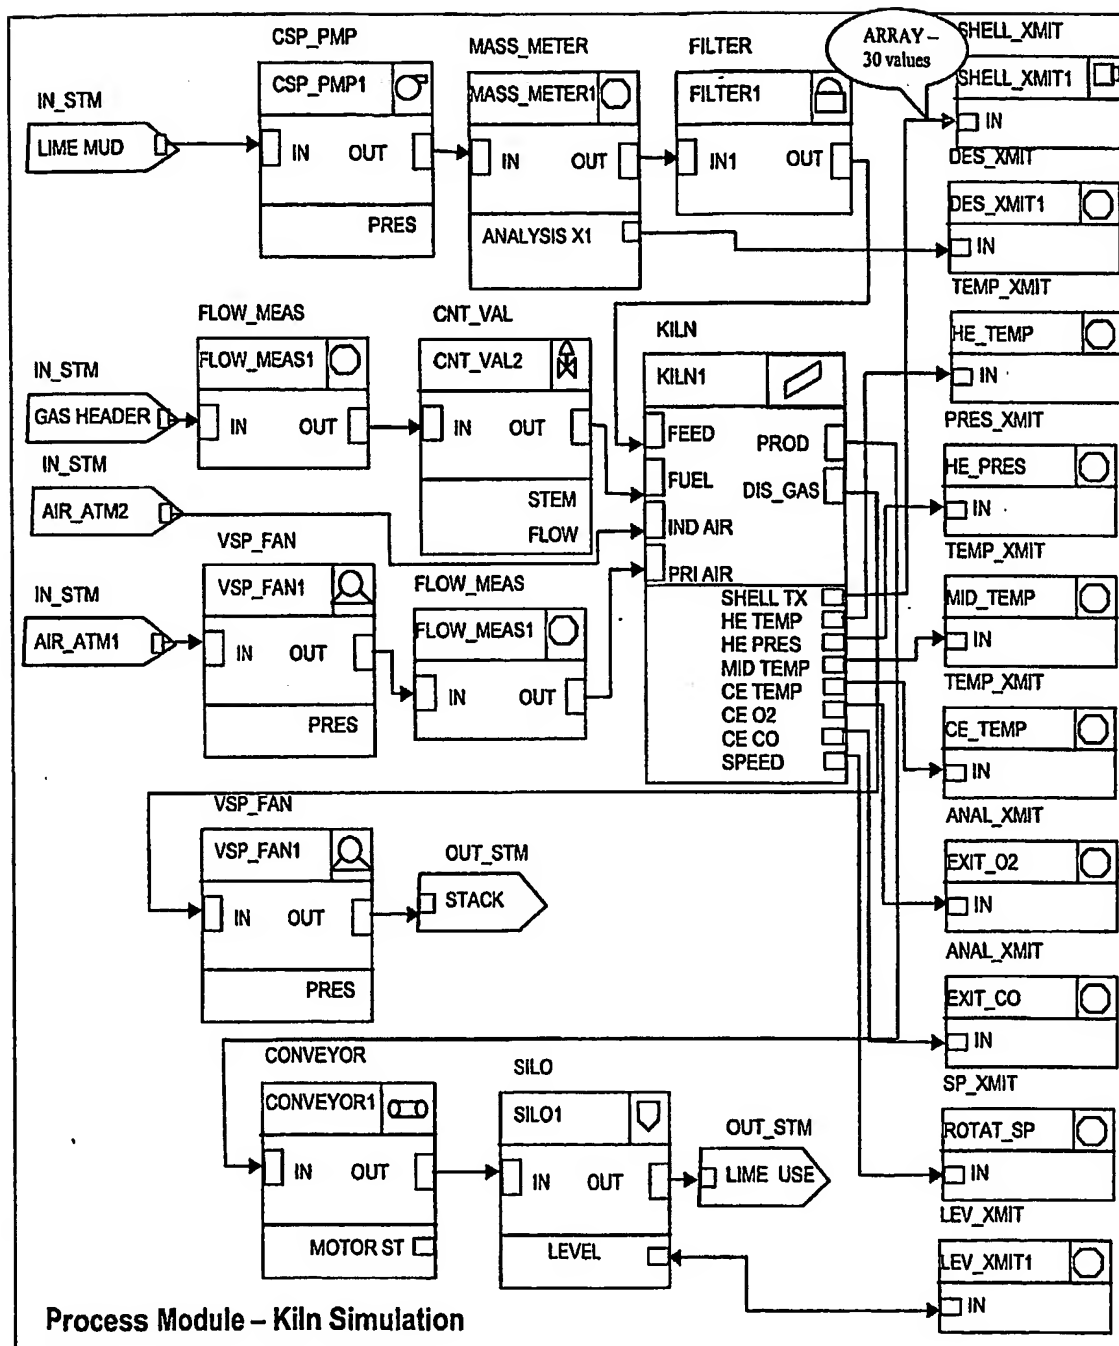 CSP_PMP
MASS_METER
FILTER
ARRAY –
30 values
SHELL_XMIT
IN_STM
CSP_PMP1
MASS_METER1
FILTER1
SHELL_XMIT1
LIME MUD
IN OUT
IN OUT
IN1 OUT
IN
PRES
ANALYSIS X1
DES_XMIT
DES_XMIT1
IN
FLOW_MEAS
CNT_VAL
KILN
TEMP_XMIT
IN_STM
FLOW_MEAS1
CNT_VAL2
KILN1
HE_TEMP
GAS HEADER
IN OUT
IN OUT
IN
STEM
FLOW
FEED PROD
FUEL DIS_GAS
IND AIR
PRI AIR
SHELL TX
HE TEMP
HE PRES
MID TEMP
CE TEMP
CE O2
CE CO
SPEED
PRES_XMIT
HE_PRES
IN
IN_STM
AIR_ATM2
VSP_FAN
FLOW_MEAS
TEMP_XMIT
IN_STM
VSP_FAN1
FLOW_MEAS1
MID_TEMP
AIR_ATM1
IN OUT
IN OUT
IN
PRES
TEMP_XMIT
CE_TEMP
IN
VSP_FAN
OUT_STM
ANAL_XMIT
VSP_FAN1
STACK
EXIT_O2
IN OUT
IN
PRES
ANAL_XMIT
EXIT_CO
IN
CONVEYOR
SILO
SP_XMIT
CONVEYOR1
SILO1
OUT_STM
ROTAT_SP
IN OUT
IN OUT
LIME USE
IN
MOTOR ST
LEVEL
LEV_XMIT
LEV_XMIT1
IN
Process Module – Kiln Simulation